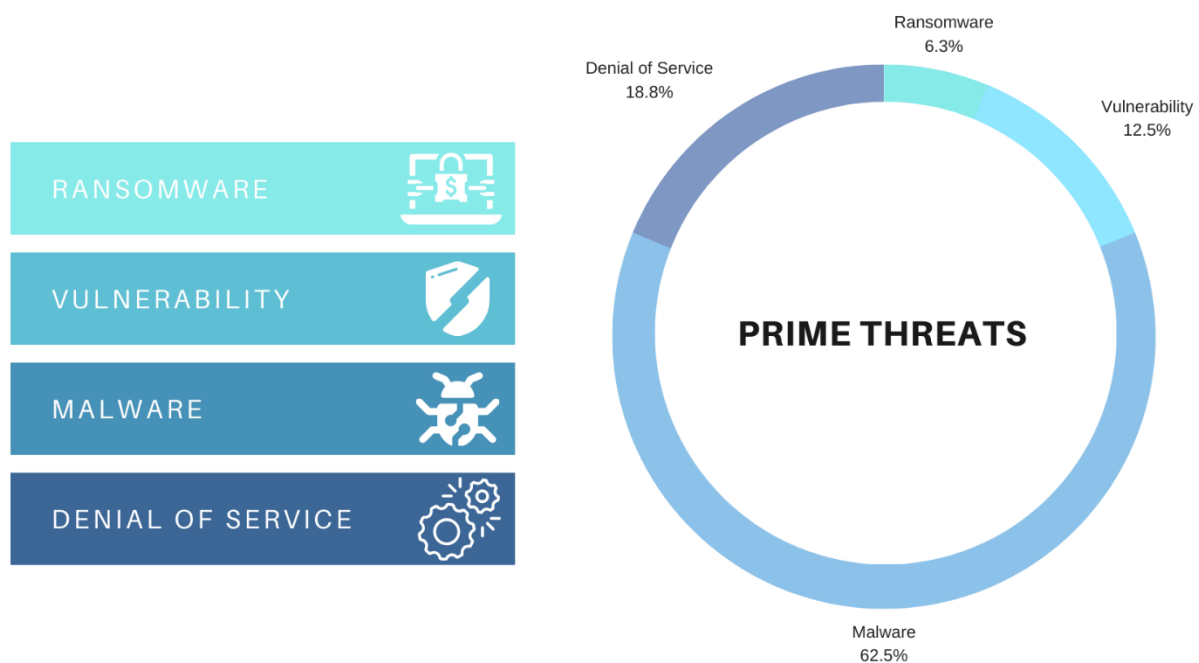 RANSOMWARE
$
VULNERABILITY
MALWARE
DENIAL OF SERVICE
Ransomware
6.3%
Denial of Service
18.8%
Vulnerability
12.5%
PRIME THREATS
Malware
62.5%